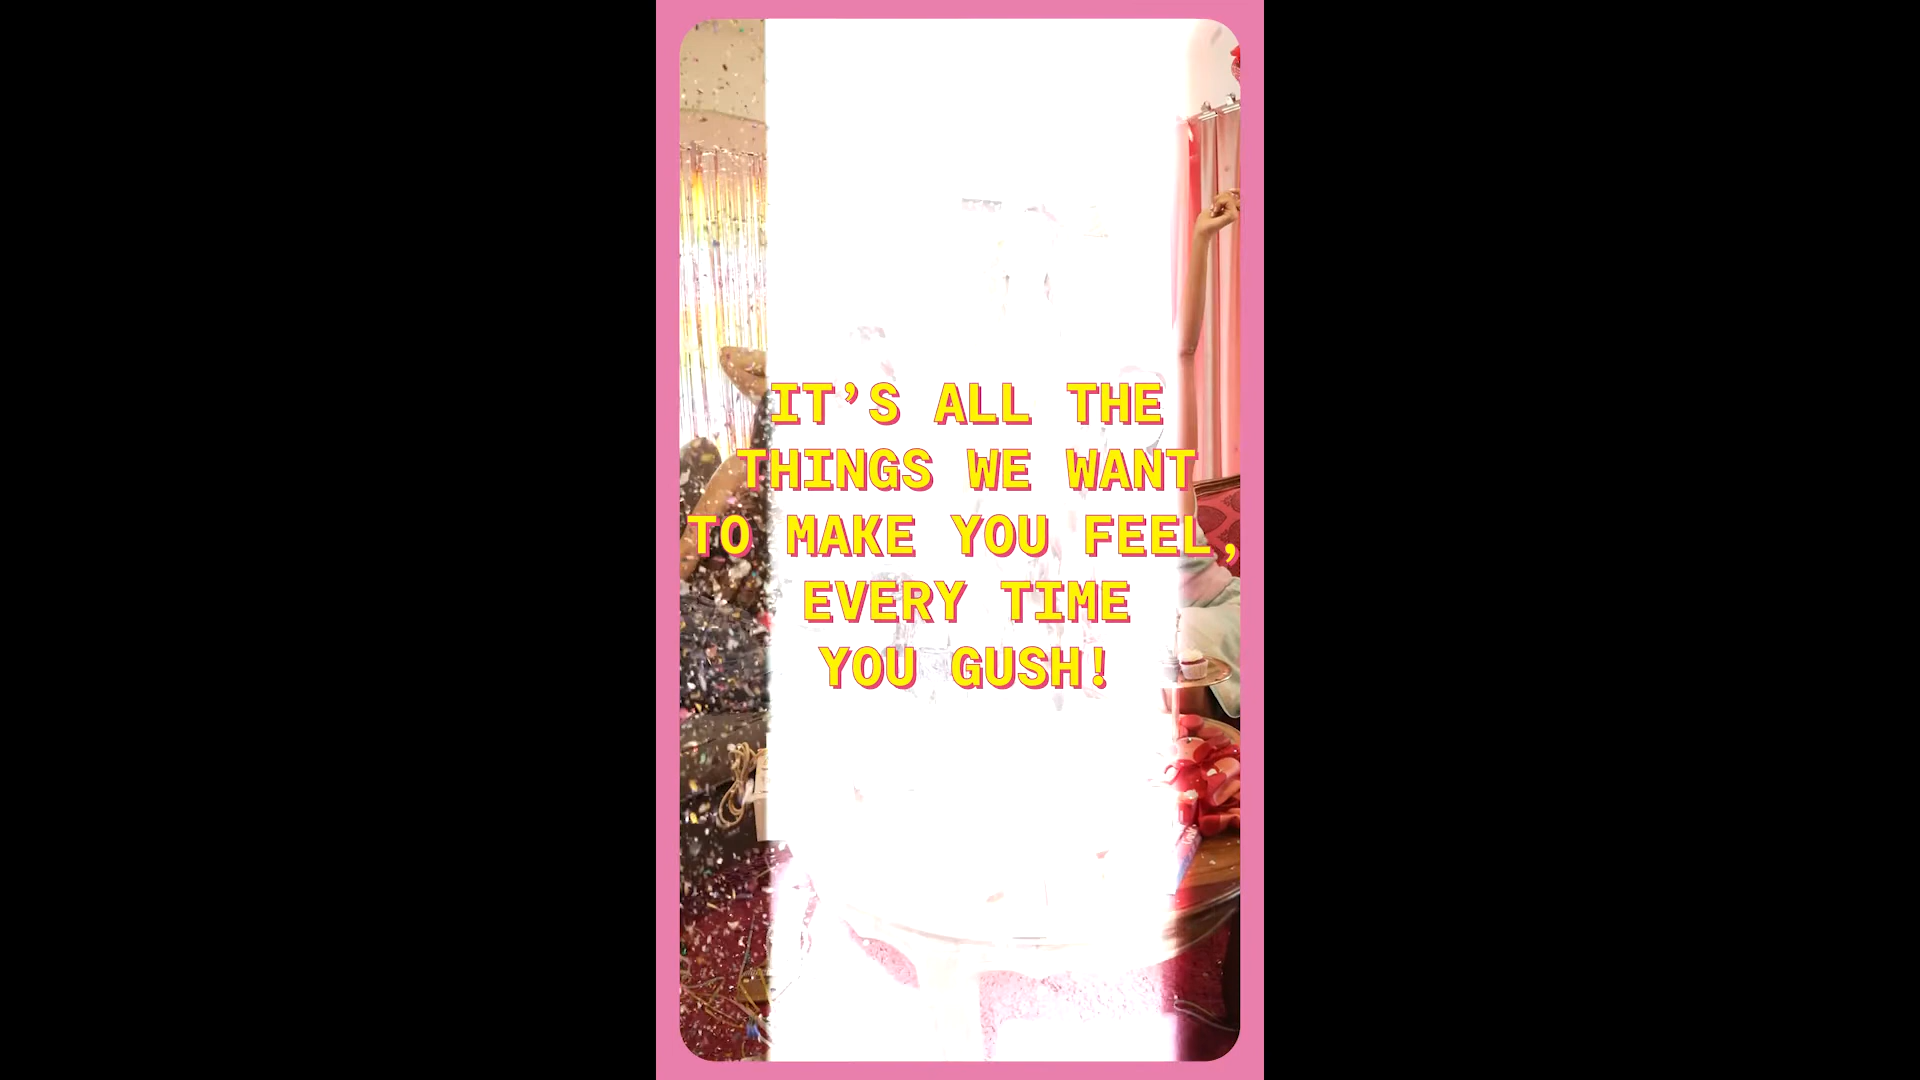 IT’S ALL THE
THINGS WE WANT
TO MAKE YOU FEEL,
EVERY TIME
YOU GUSH!